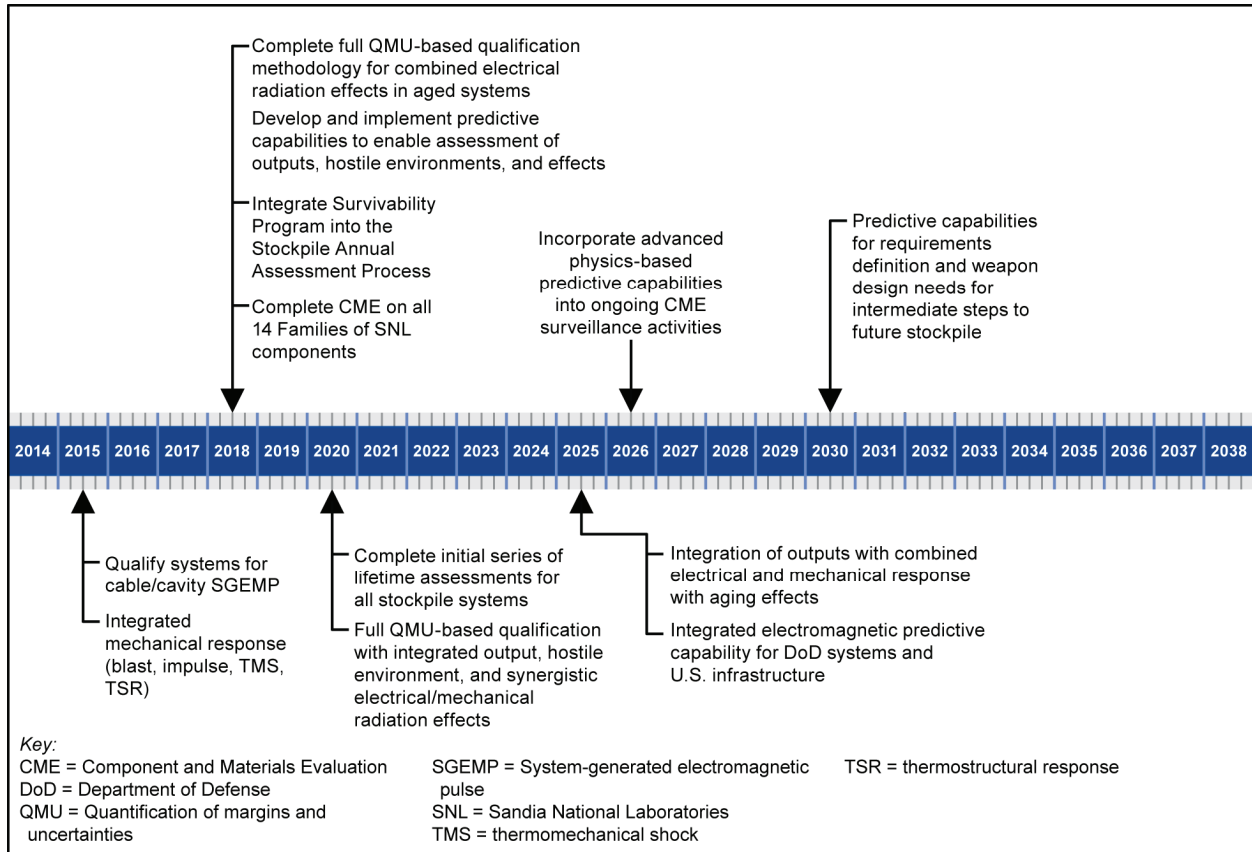 Complete full QMU-based qualification
methodology for combined electrical
radiation effects in aged systems
Develop and implement predictive
capabilities to enable assessment of
outputs, hostile environments, and effects
Integrate Survivability
Program into the
Stockpile Annual
Assessment Process
Complete CME on all
14 Families of SNL
components
Incorporate advanced
physics-based
predictive capabilities
into ongoing CME
surveillance activities
Predictive capabilities
for requirements
definition and weapon
design needs for
intermediate steps to
future stockpile
2014 2015 2016 2017 2018 2019 2020 2021 2022 2023 2024 2025 2026 2027 2028 2029 2030 2031 2032 2033 2034 2035 2036 2037 2038
Qualify systems for
cable/cavity SGEMP
Integrated
mechanical response
(blast, impulse, TMS,
TSR)
Complete initial series of
lifetime assessments for
all stockpile systems
Full QMU-based qualification
with integrated output, hostile
environment, and synergistic
electrical/mechanical
radiation effects
Integration of outputs with combined
electrical and mechanical response
with aging effects
Integrated electromagnetic predictive
capability for DoD systems and
U.S. infrastructure
Key:
CME = Component and Materials Evaluation
DoD = Department of Defense
QMU = Quantification of margins and
uncertainties
SGEMP = System-generated electromagnetic
pulse
SNL = Sandia National Laboratories
TMS = thermomechanical shock
TSR = thermostructural response